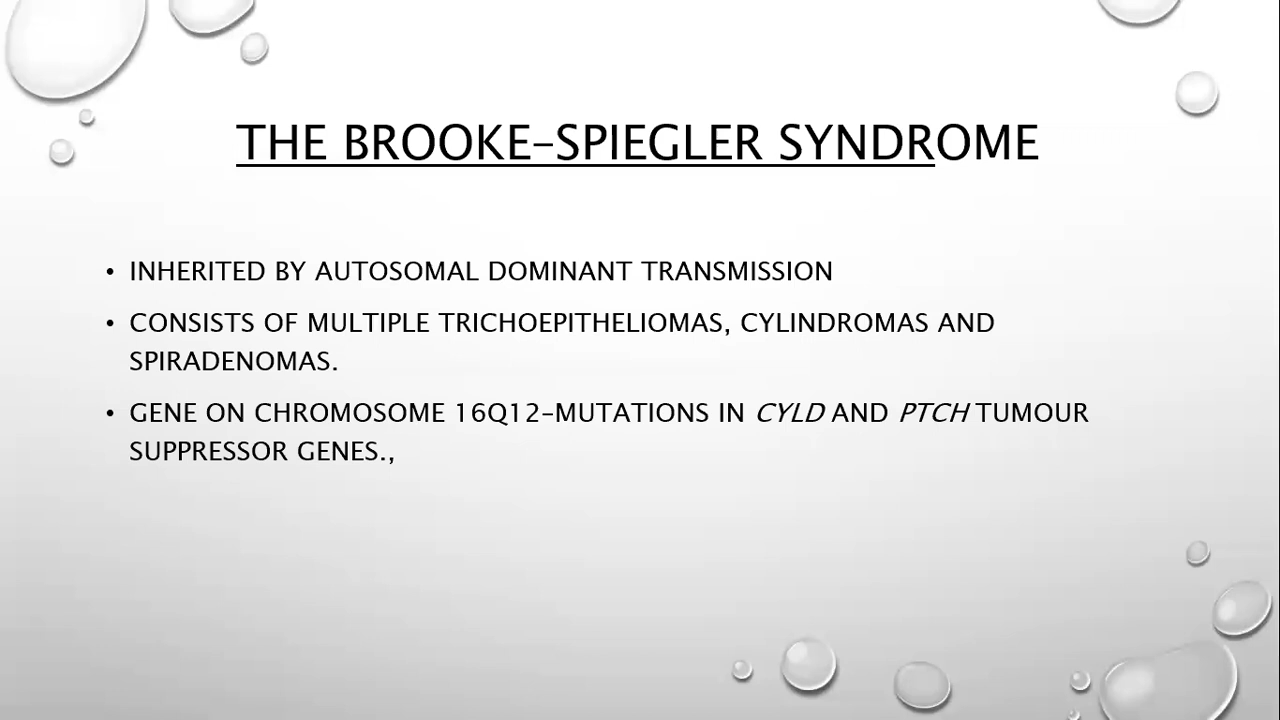 THE BROOKE-SPIEGLER SYNDROME
• INHERITED BY AUTOSOMAL DOMINANT TRANSMISSION
• CONSISTS OF MULTIPLE TRICHOEPITHELIOMAS, CYLINDROMAS AND
SPIRADENOMAS.
• GENE ON CHROMOSOME 16Q12-MUTATIONS IN CYLD AND PTCH TUMOUR
SUPPRESSOR GENES.,